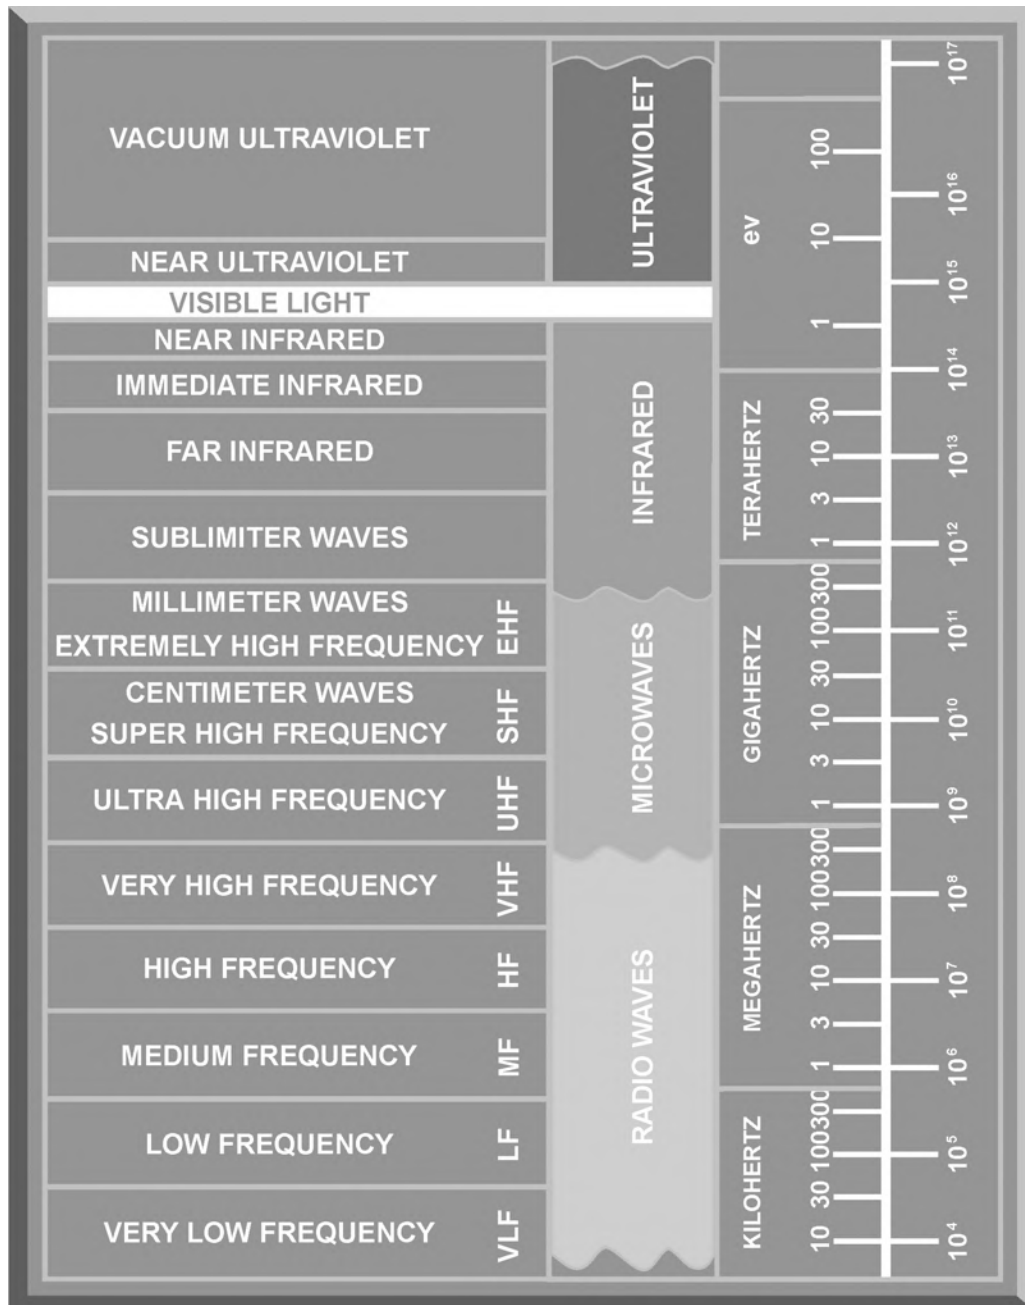 VACUUM ULTRAVIOLET
NEAR ULTRAVIOLET
VISIBLE LIGHT
NEAR INFRARED
IMMEDIATE INFRARED
FAR INFRARED
SUBLIMITER WAVES
MILLIMETER WAVES
EXTREMELY HIGH FREQUENCY
EHF
CENTIMETER WAVES
SUPER HIGH FREQUENCY
SHF
ULTRA HIGH FREQUENCY
UHF
VERY HIGH FREQUENCY
VHF
HIGH FREQUENCY
HF
MEDIUM FREQUENCY
MF
LOW FREQUENCY
LF
VERY LOW FREQUENCY
VLF
ULTRAVIOLET
INFRARED
MICROWAVES
RADIO WAVES
ev
100
10
1
TERAHERTZ
30
10
3
1
GIGAHERTZ
300
100
30
10
3
1
MEGAHERTZ
300
100
30
10
3
1
KILOHERTZ
300
100
30
10
10¹⁷
10¹⁶
10¹⁵
10¹⁴
10¹³
10¹²
10¹¹
10¹⁰
10⁹
10⁸
10⁷
10⁶
10⁵
10⁴